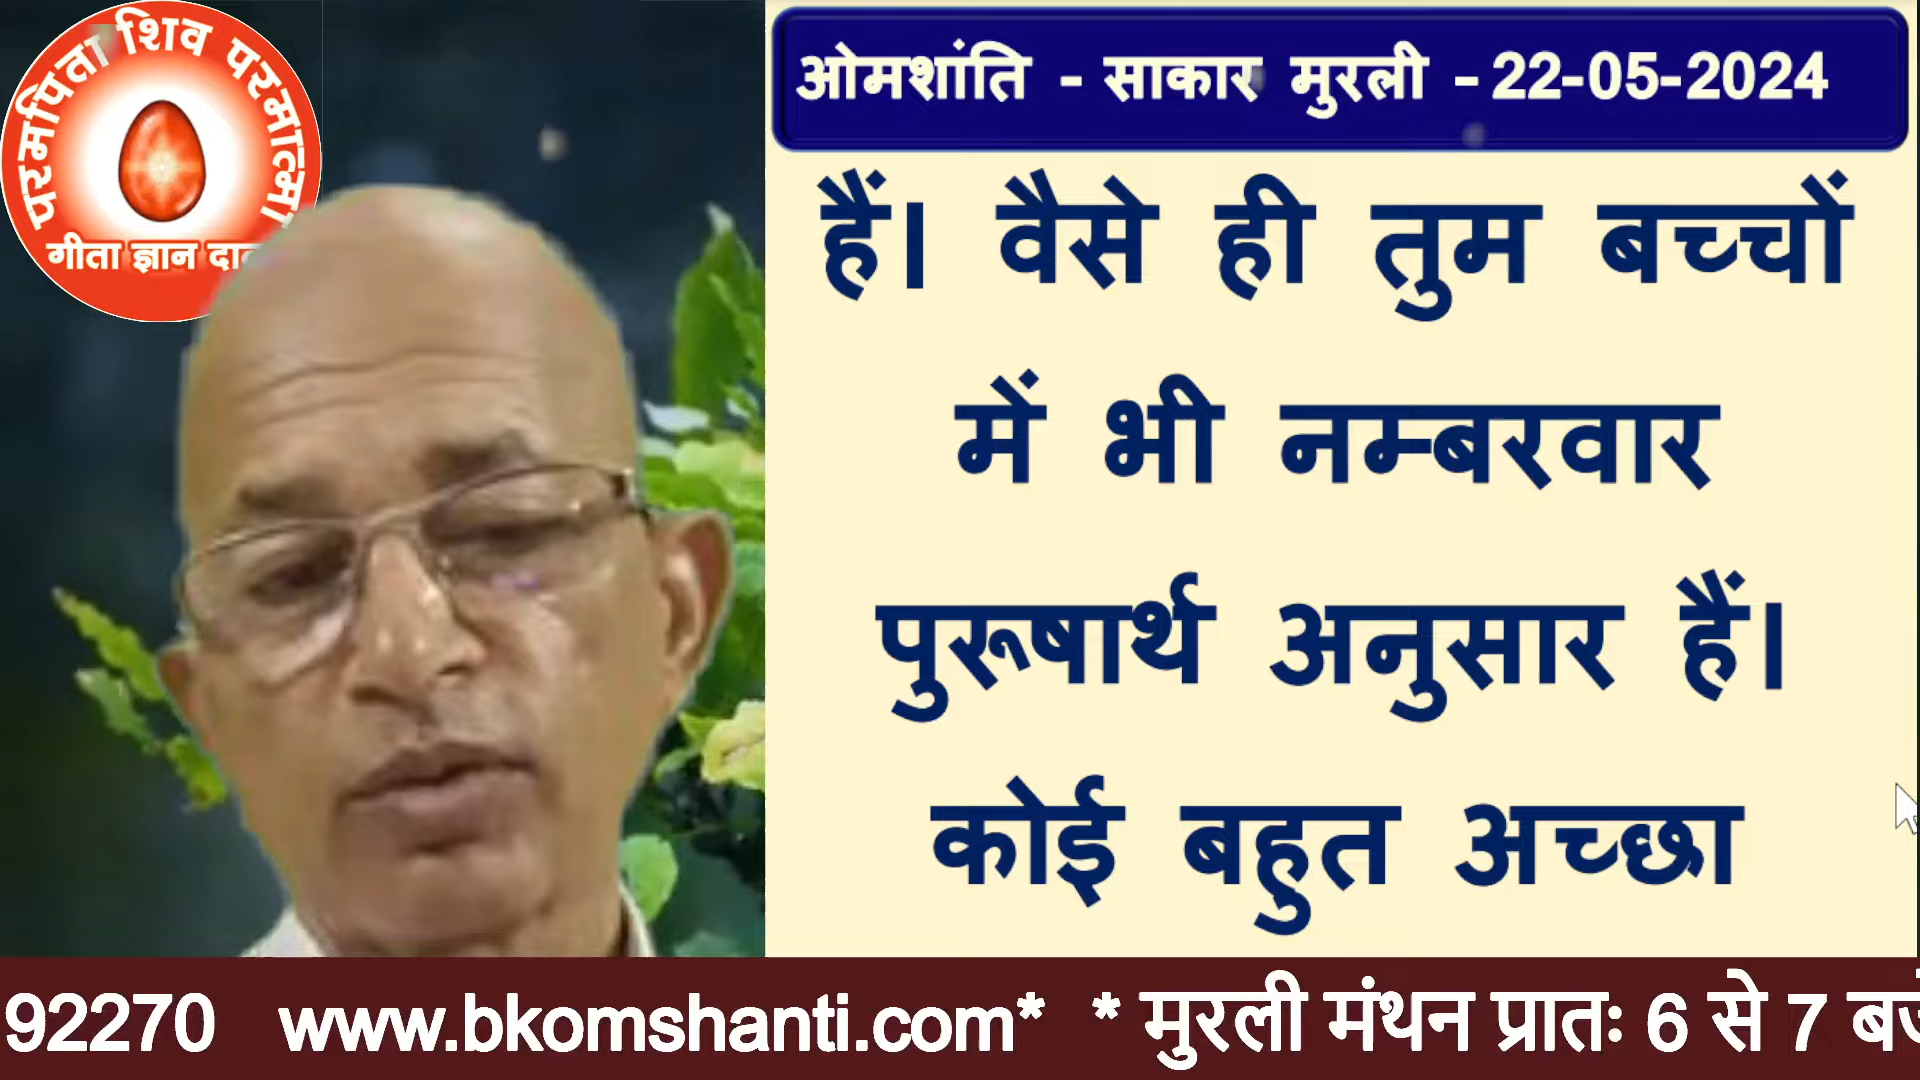 परमपिता शिव परमात्मा
गीता ज्ञान
ओमशांति - साकार मुरली - 22-05-2024
हैं। वैसे ही तुम बच्चों
में भी नम्बरवार
पुरूषार्थ अनुसार हैं।
कोई बहुत अच्छा
92270 www.bkomshanti.com* * मुरली मंथन प्रातः 6 से 7